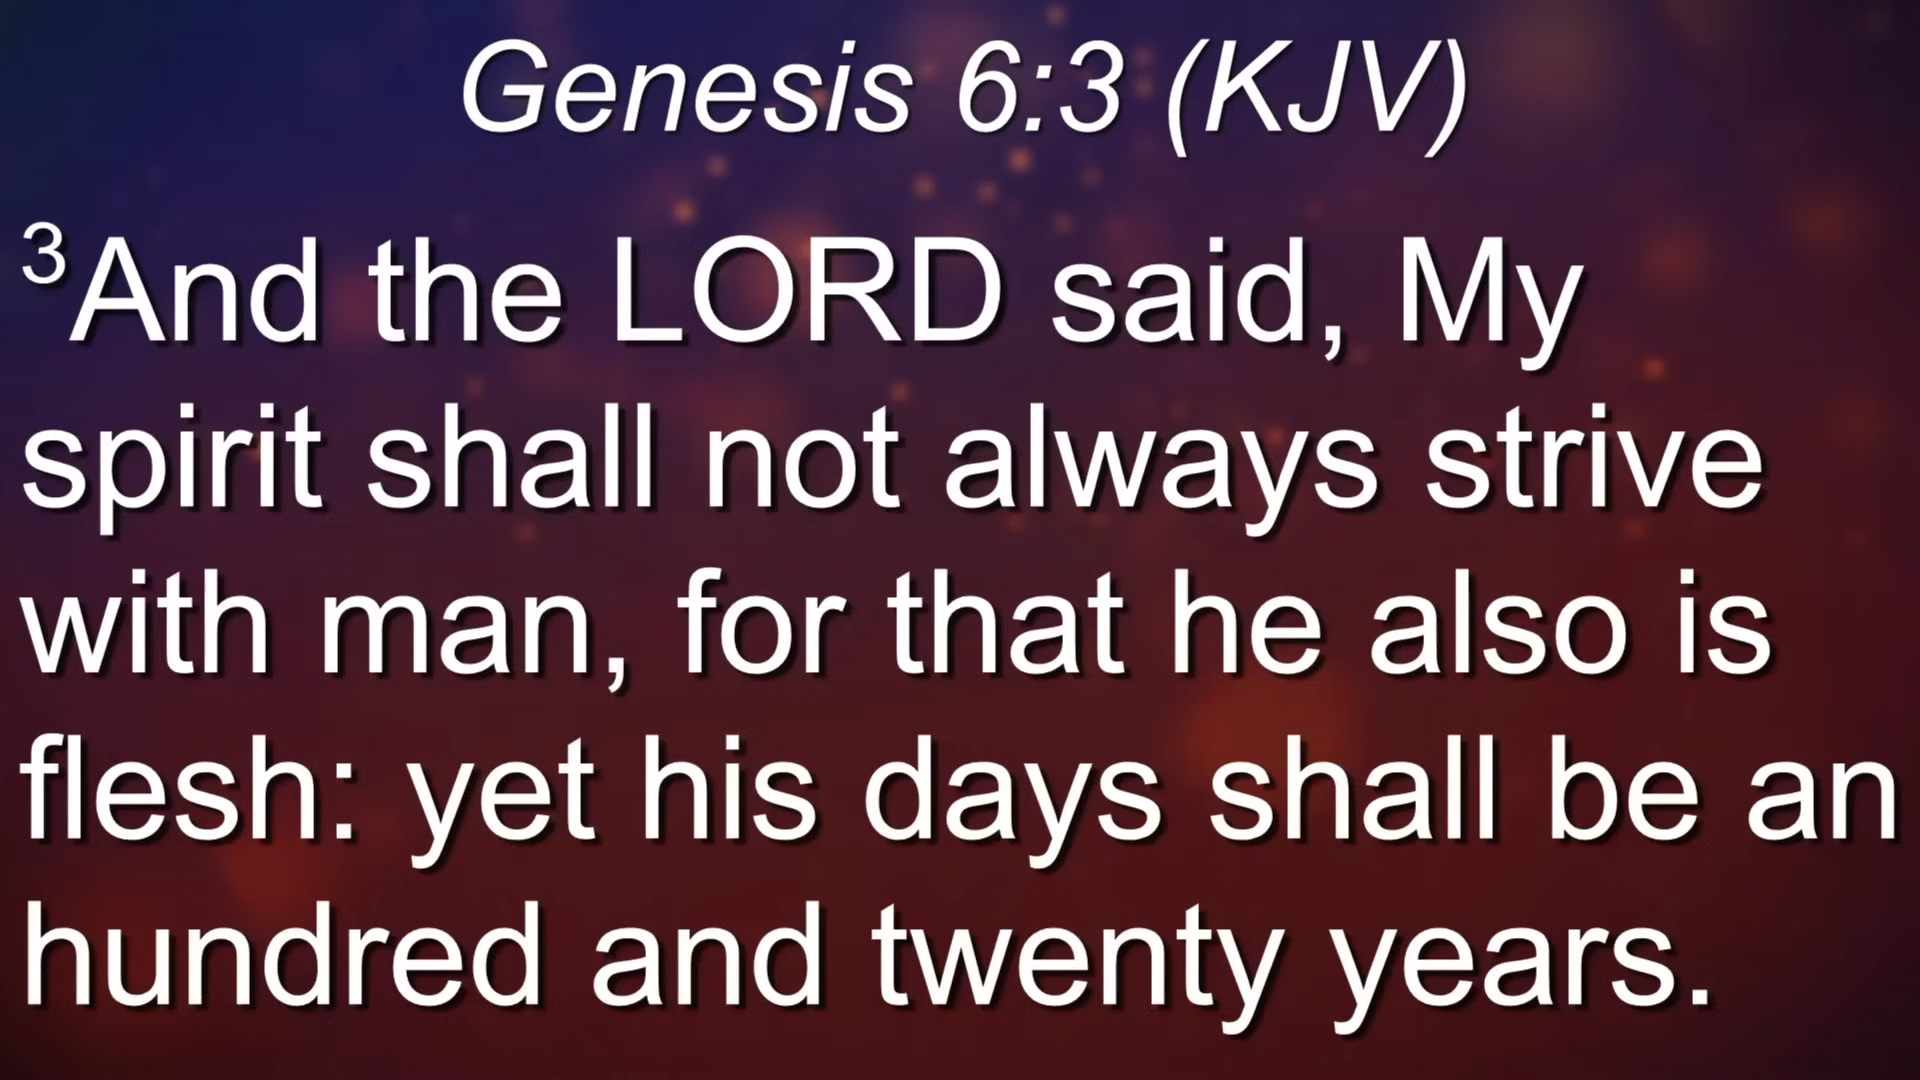 Genesis 6:3 (KJV)
³And the LORD said, My
spirit shall not always strive
with man, for that he also is
flesh: yet his days shall be an
hundred and twenty years.